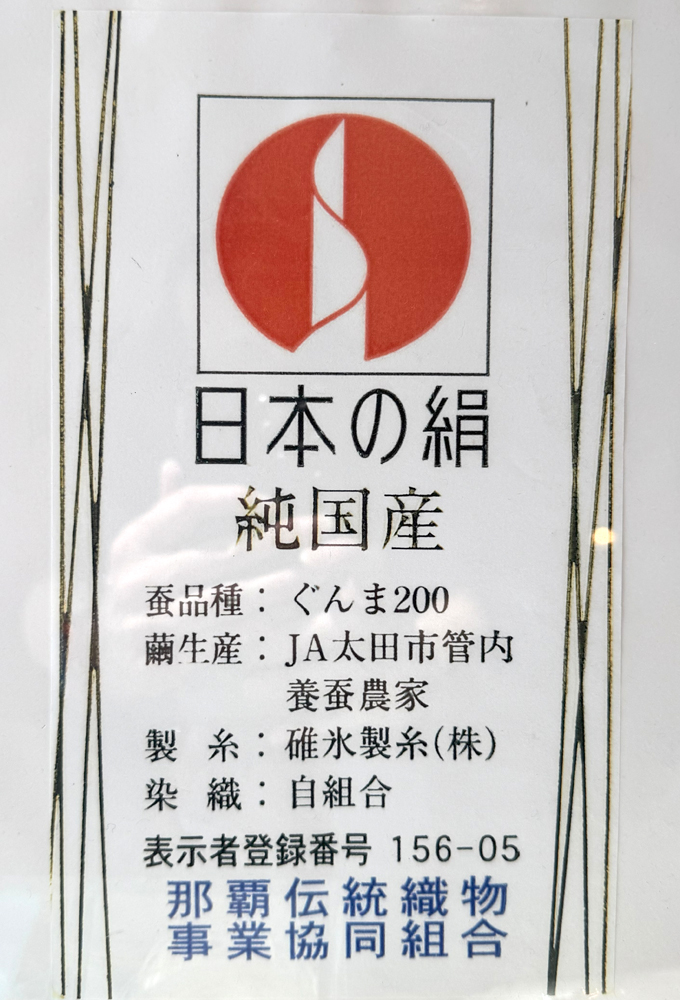 日本の絹
純国産
蚕品種：ぐんま200
繭生産：JA太田市管内
養蚕農家
製糸：碓氷製糸(株)
染織：自組合
表示者登録番号 156-05
那覇伝統織物
事業協同組合